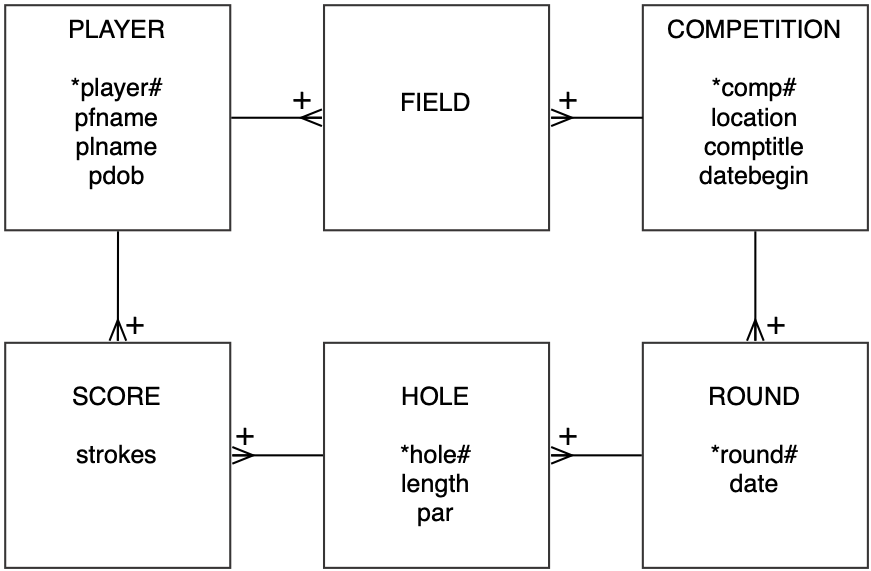 PLAYER
*player#
pfname
plname
pdob
+
FIELD
+
COMPETITION
*comp#
location
comptitle
datebegin
+
+
SCORE
strokes
+
HOLE
*hole#
length
par
+
ROUND
*round#
date